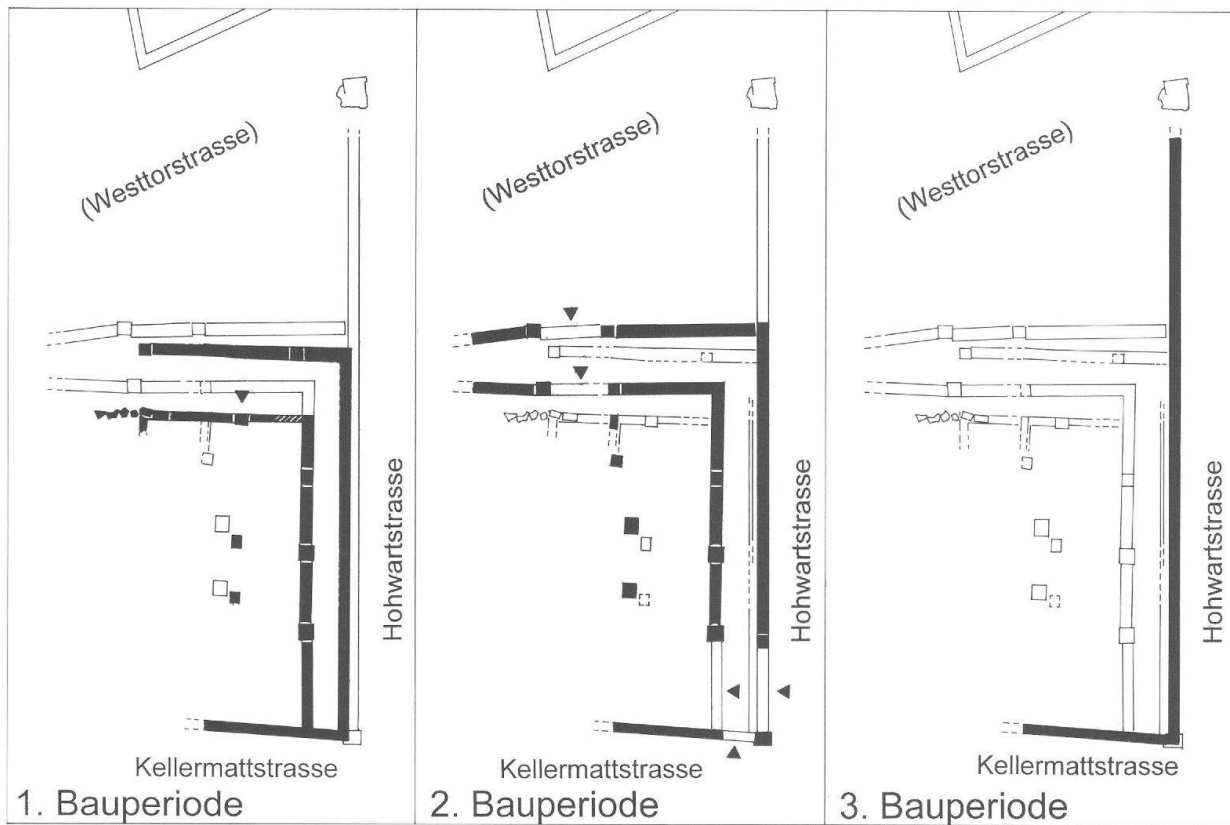 (Westtorstrasse)
Hohwartstrasse
Kellermattstrasse
1. Bauperiode
(Westtorstrasse)
Hohwartstrasse
Kellermattstrasse
2. Bauperiode
(Westtorstrasse)
Hohwartstrasse
Kellermattstrasse
3. Bauperiode